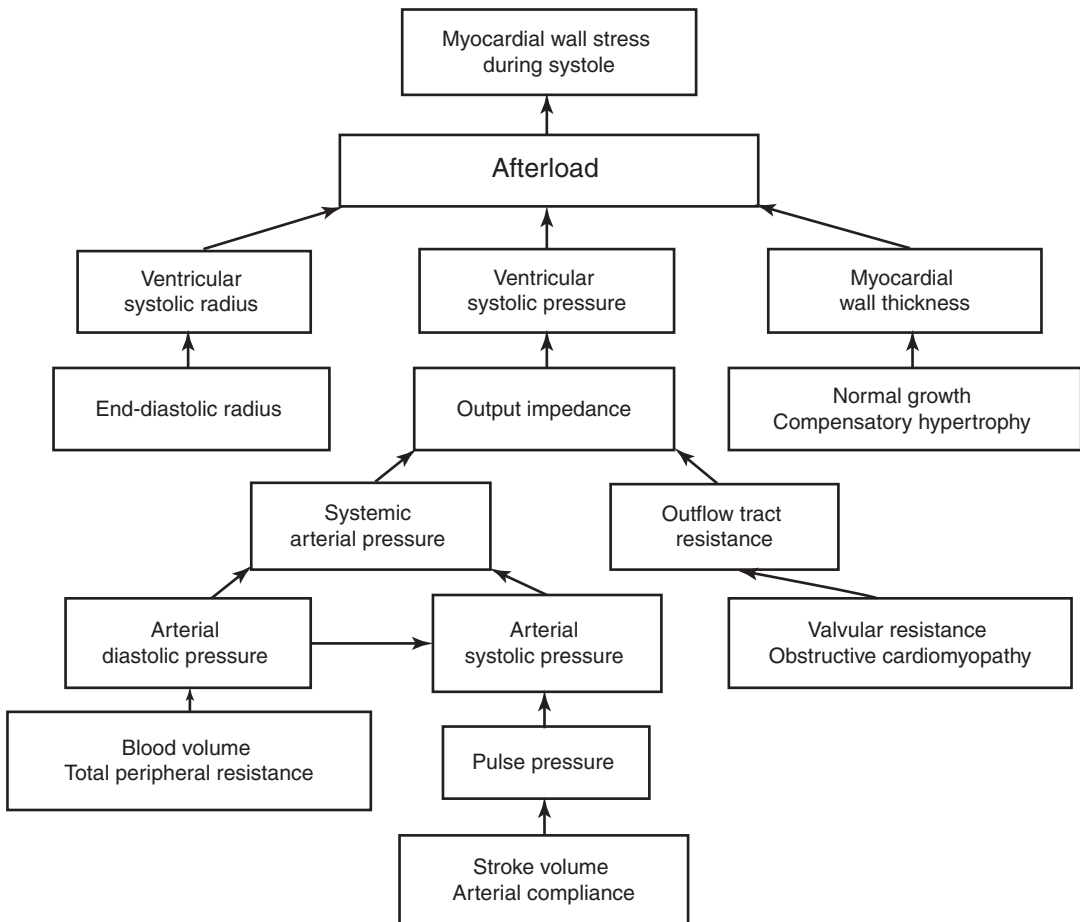 Myocardial wall stress
during systole
Afterload
Ventricular
systolic radius
Ventricular
systolic pressure
Myocardial
wall thickness
End-diastolic radius
Output impedance
Normal growth
Compensatory hypertrophy
Systemic
arterial pressure
Outflow tract
resistance
Arterial
diastolic pressure
Arterial
systolic pressure
Valvular resistance
Obstructive cardiomyopathy
Blood volume
Total peripheral resistance
Pulse pressure
Stroke volume
Arterial compliance